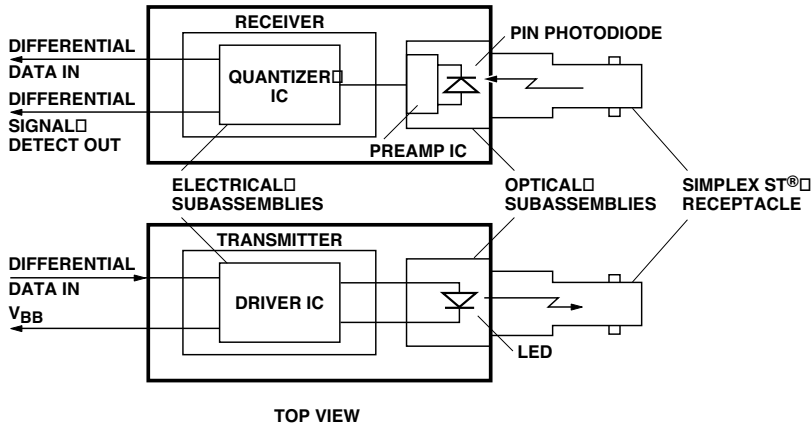 RECEIVER
DIFFERENTIAL
DATA IN
DIFFERENTIAL
SIGNAL□
DETECT OUT
QUANTIZER□
IC
PIN PHOTODIODE
PREAMP IC
ELECTRICAL□
SUBASSEMBLIES
OPTICAL□
SUBASSEMBLIES
SIMPLEX ST®□
RECEPTACLE
TRANSMITTER
DIFFERENTIAL
DATA IN
VBB
DRIVER IC
LED
TOP VIEW